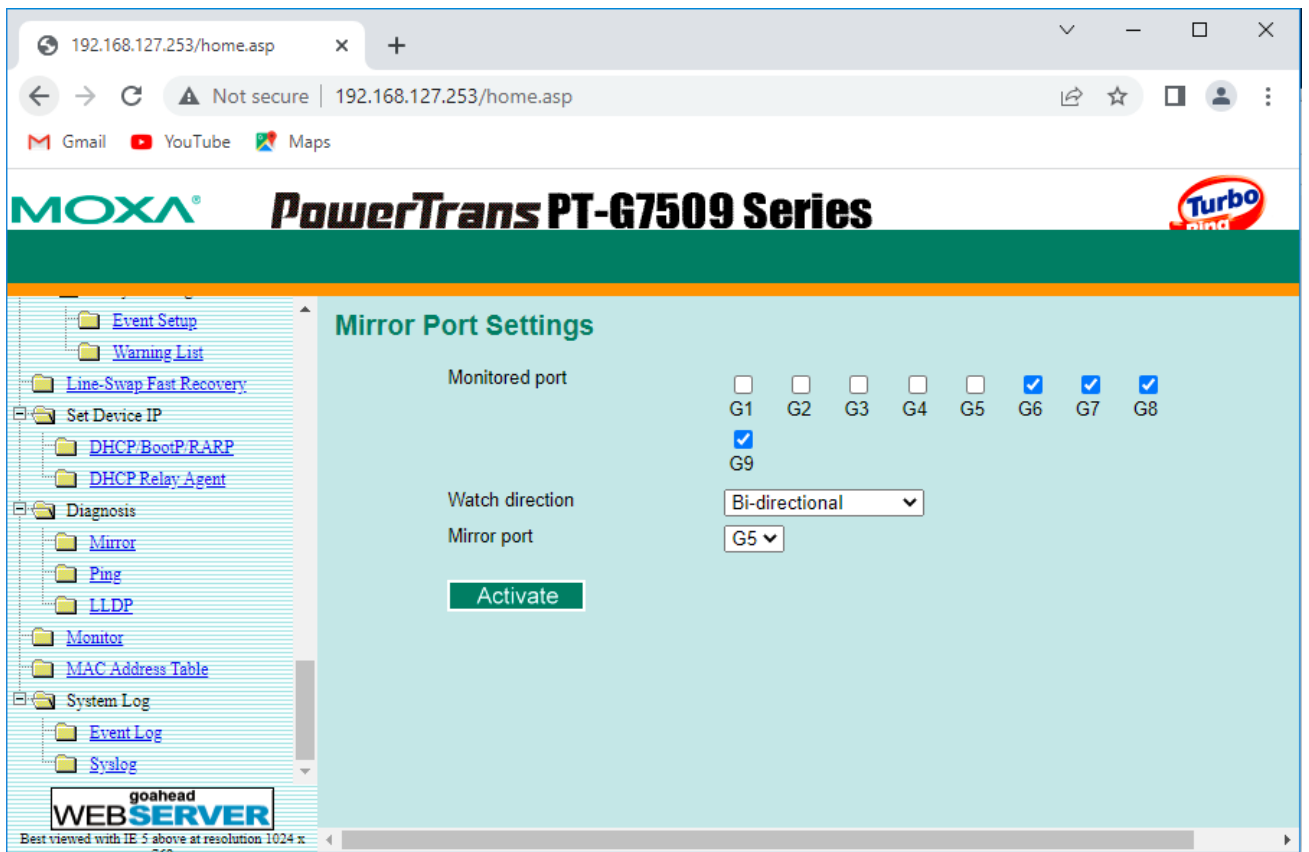 192.168.127.253/home.asp
Not secure | 192.168.127.253/home.asp
Gmail YouTube Maps
MOXA® PowerTrans PT-G7509 Series
Turbo
Event Setup
Warning List
Line-Swap Fast Recovery
Set Device IP
DHCP/BootP/RARP
DHCP Relay Agent
Diagnosis
Mirror
Ping
LLDP
Monitor
MAC Address Table
System Log
Event Log
Syslog
goahead
WEBSERVER
Best viewed with IE 5 above at resolution 1024 x
Mirror Port Settings
Monitored port
G1 G2 G3 G4 G5 G6 G7 G8
G9
Watch direction Bi-directional
Mirror port G5
Activate